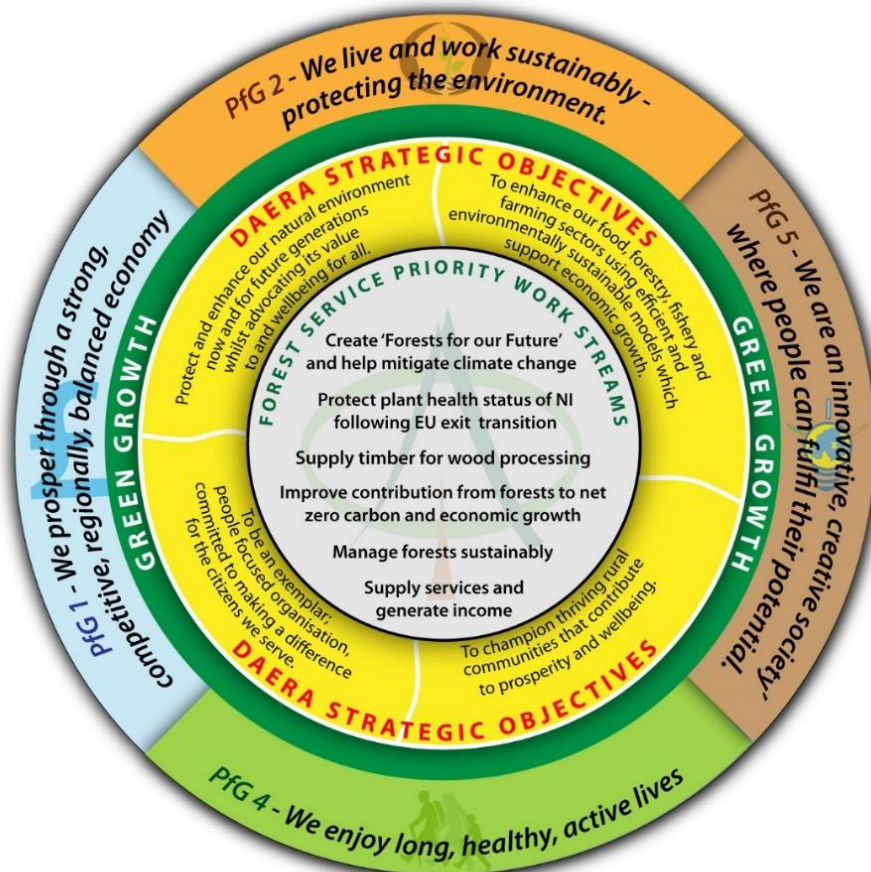 PfG 2 - We live and work sustainably -
protecting the environment.
PfG 5 - We are an innovative, creative society'
where people can fulfil their potential.
PfG 4 - We enjoy long, healthy, active lives
PfG 1 - We prosper through a strong,
competitive, regionally, balanced economy
GREEN GROWTH
GREEN GROWTH
DAERA STRATEGIC OBJECTIVES
Protect and enhance our natural environment
now and for future generations
whilst advocating its value
to and wellbeing for all.
To enhance our food, forestry, fishery and
farming sectors using efficient and
environmentally sustainable models which
support economic growth.
To be an exemplar,
people focused organisation,
committed to making a difference
for the citizens we serve.
To champion thriving rural
communities that contribute
to prosperity and wellbeing.
DAERA STRATEGIC OBJECTIVES
FOREST SERVICE PRIORITY WORK STREAMS
Create 'Forests for our Future'
and help mitigate climate change
Protect plant health status of NI
following EU exit transition
Supply timber for wood processing
Improve contribution from forests to net
zero carbon and economic growth
Manage forests sustainably
Supply services and
generate income